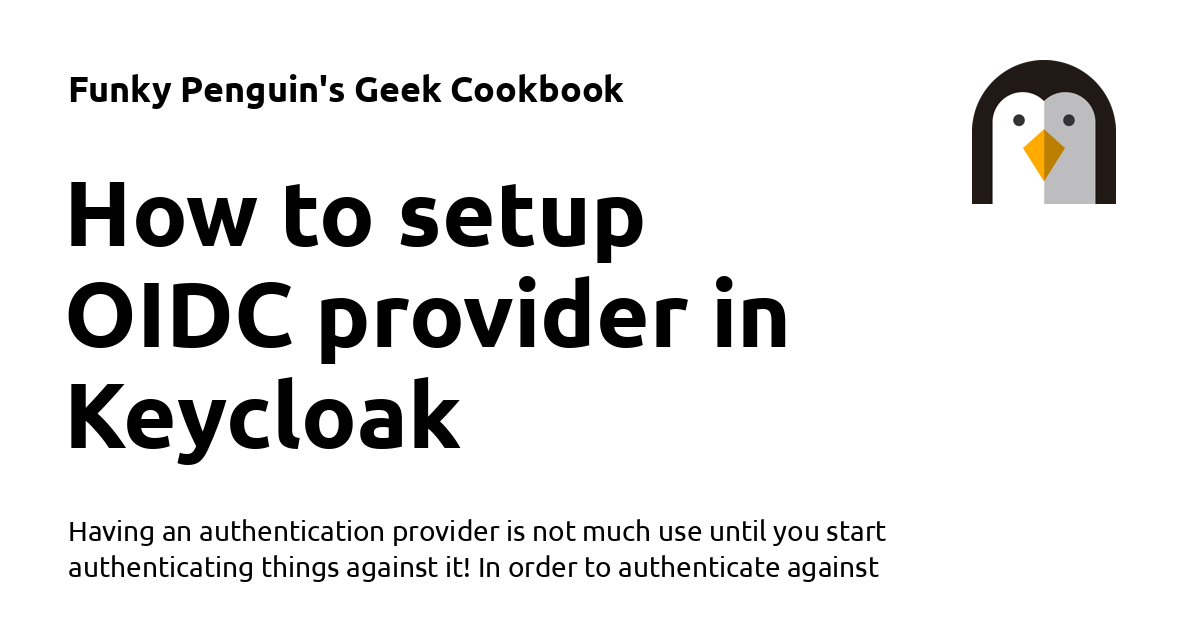 Funky Penguin's Geek Cookbook
How to setup
OIDC provider in
Keycloak
Having an authentication provider is not much use until you start
authenticating things against it! In order to authenticate against